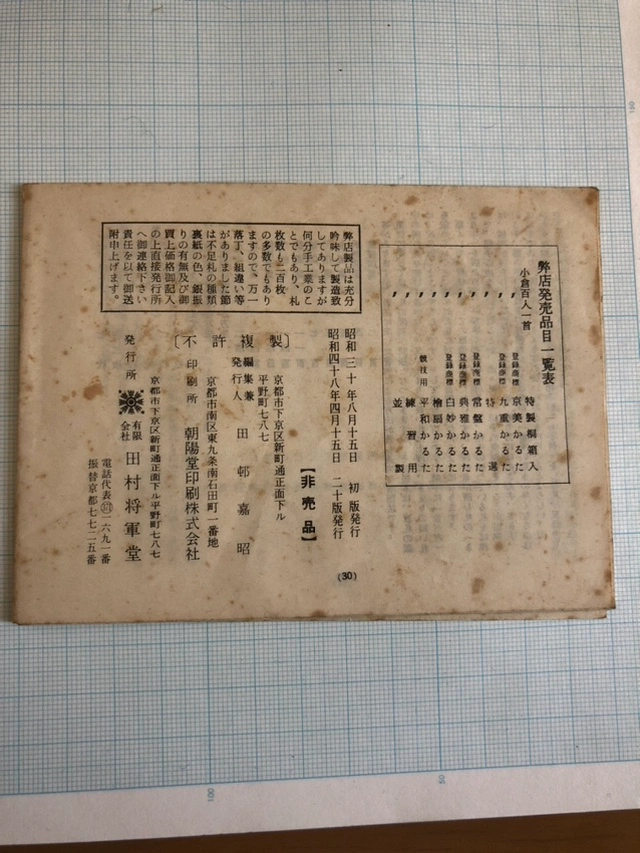 弊店発売品目一覧表
小倉百人一首 特製桐箱入
〃 登録商標 京美かるた
〃 登録商標 九重かるた
〃 特選
〃 登録商標 常盤かるた
〃 登録商標 典雅かるた
〃 登録商標 白妙かるた
〃 檜扇かるた
〃 競技用 平和かるた
〃 練習用
〃 並製
弊店製品は充分
吟味して製造致
してありますが
何分手工業のこ
とでもあり、札
枚数も二百枚
の多数でもあり
ますので、万一
落丁、組違い等
がありました節
は不足札の種類
裏紙の色、銀振
りの有無及び御
買上価格御記入
の上直接発行所
へ御連絡下さい
責任を以て御送
附申上げます。
昭和三十年八月十五日 初版発行
昭和四十八年四月十五日 二十版発行
【非売品】
〔不許複製〕
京都市下京区新町通正面下ル
平野町七八七
編集兼
発行人 田邨嘉昭
京都市南区東九条南石田町一番地
印刷所 朝陽堂印刷株式会社
京都市下京区新町通正面下ル平野町七八七
発行所 有限会社 田村将軍堂
電話代表 一六九一番
振替京都七七二五番
(30)
100
50